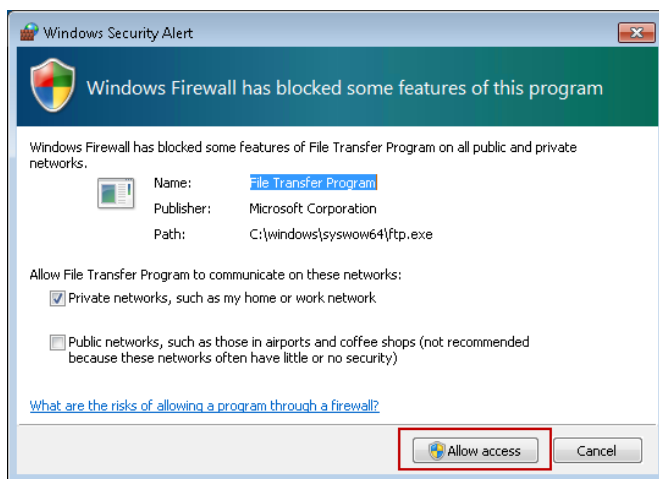 Windows Security Alert
Windows Firewall has blocked some features of this program
Windows Firewall has blocked some features of File Transfer Program on all public and private
networks.
Name: File Transfer Program
Publisher: Microsoft Corporation
Path: C:\windows\syswow64\ftp.exe
Allow File Transfer Program to communicate on these networks:
Private networks, such as my home or work network
Public networks, such as those in airports and coffee shops (not recommended
because these networks often have little or no security)
What are the risks of allowing a program through a firewall?
Allow access Cancel